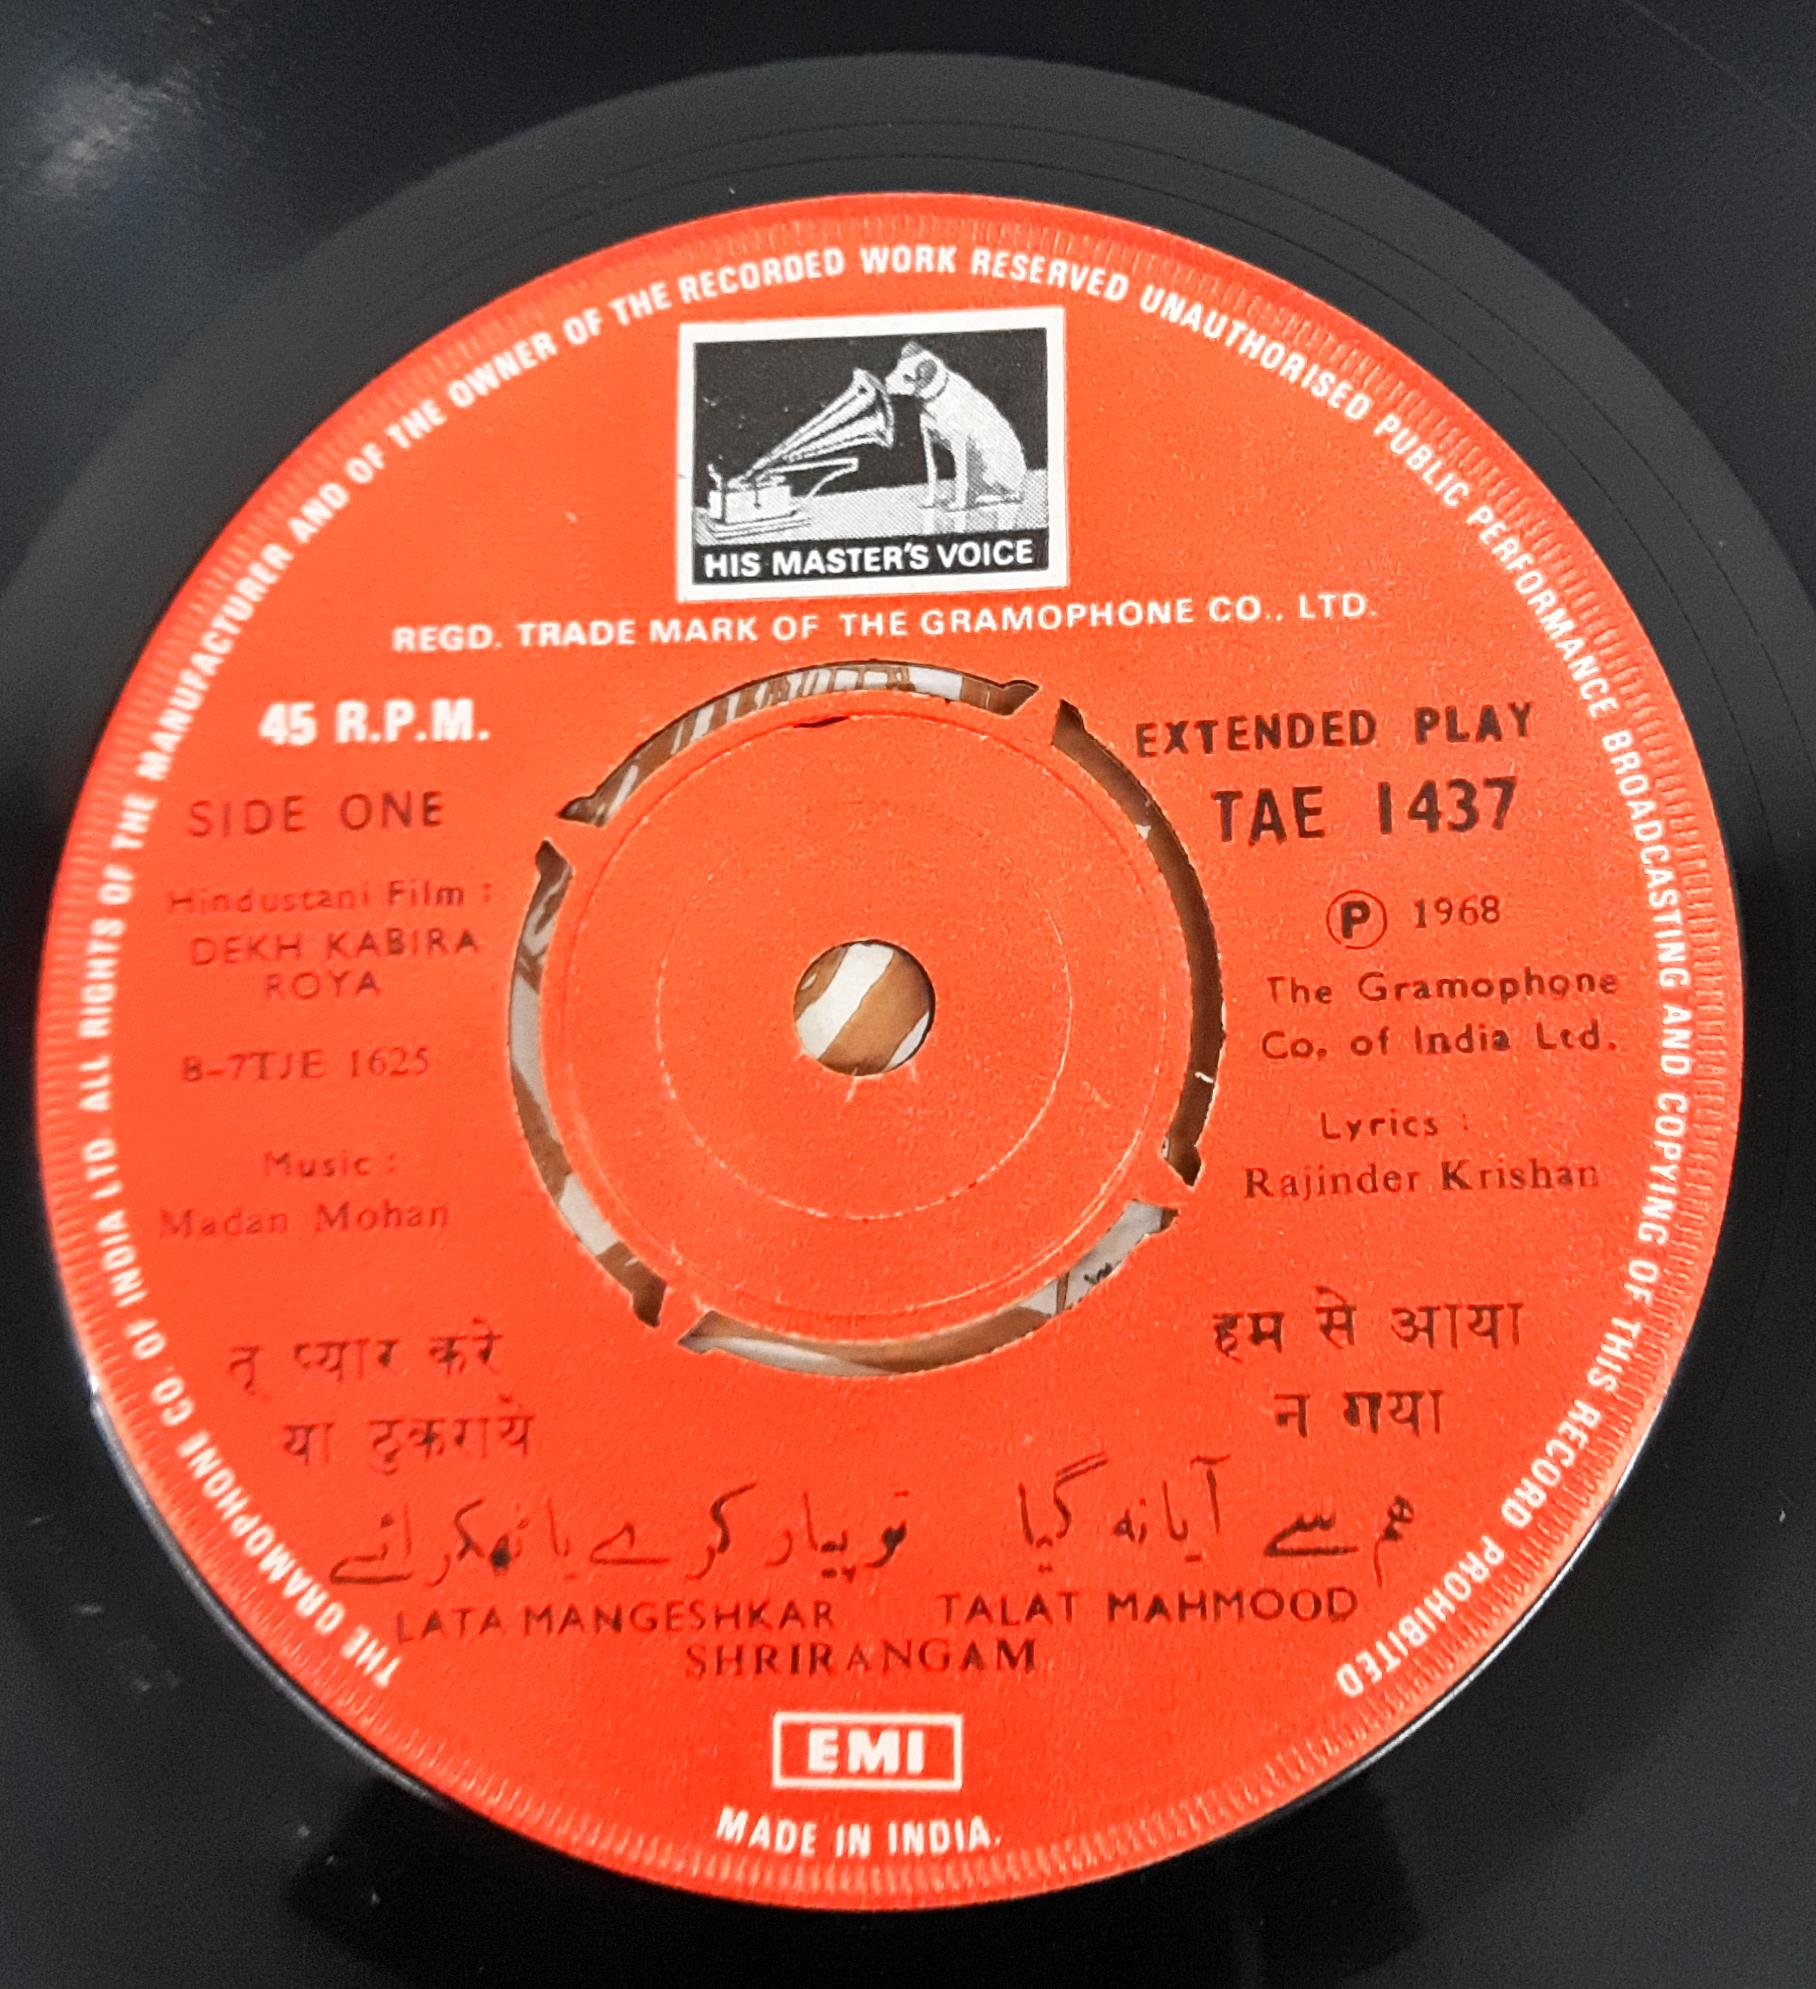 THE GRAMOPHONE CO. OF INDIA LTD. ALL RIGHTS OF THE MANUFACTURER AND OF THE OWNER OF THE RECORDED WORK RESERVED UNAUTHORISED PUBLIC PERFORMANCE BROADCASTING AND COPYING OF THIS RECORD PROHIBITED
HIS MASTER'S VOICE
REGD. TRADE MARK OF THE GRAMOPHONE CO., LTD.
45 R.P.M.
SIDE ONE
Hindustani Film :
DEKH KABIRA
ROYA
8-7TJE 1625
Music :
Madan Mohan
EXTENDED PLAY
TAE 1437
Ⓟ 1968
The Gramophone
Co. of India Ltd.
Lyrics :
Rajinder Krishan
तू प्यार करे
या ठुकराये
हम से आया
न गया
ہم سے آیا نہ گیا
تو پیار کرے یا ٹھکرائے
LATA MANGESHKAR
TALAT MAHMOOD
SHRIRANGAM
EMI
MADE IN INDIA.